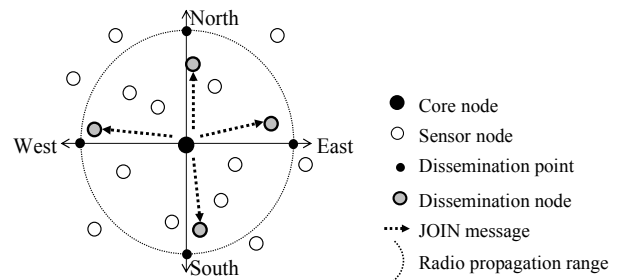 North
West
East
South
Core node
Sensor node
Dissemination point
Dissemination node
JOIN message
Radio propagation range